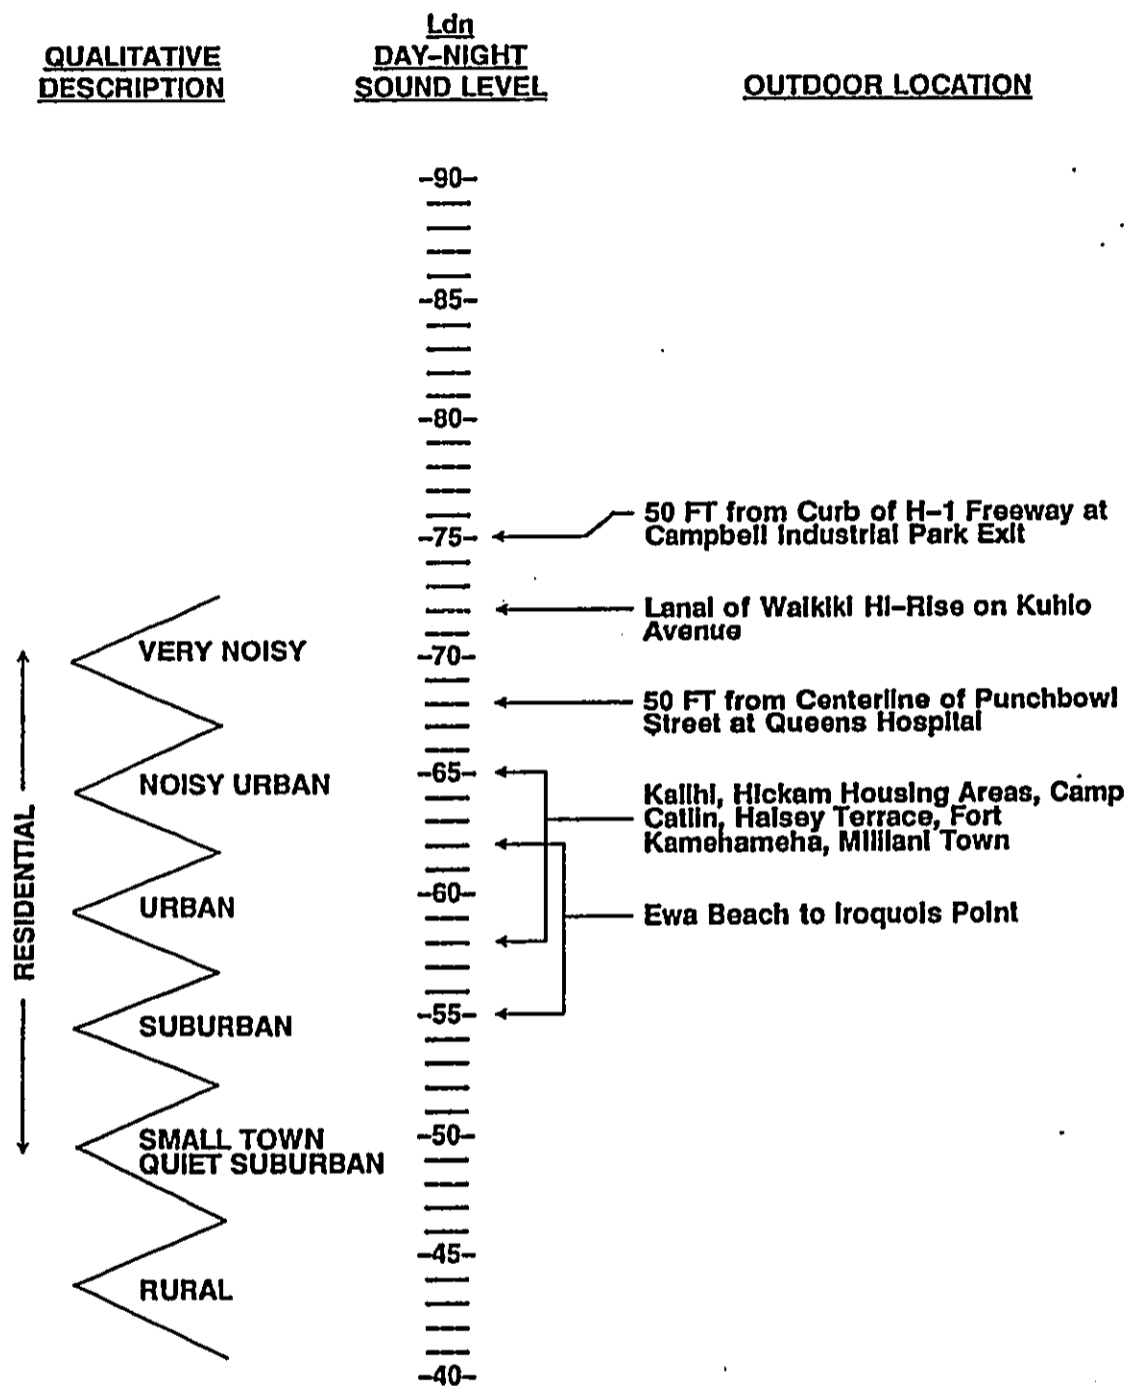 QUALITATIVE
DESCRIPTION
Ldn
DAY-NIGHT
SOUND LEVEL
OUTDOOR LOCATION
-90-
-85-
-80-
-75-
50 FT from Curb of H-1 Freeway at
Campbell Industrial Park Exit
Lanai of Waikiki Hi-Rise on Kuhio
Avenue
VERY NOISY
-70-
50 FT from Centerline of Punchbowl
Street at Queens Hospital
-65-
NOISY URBAN
Kalihi, Hickam Housing Areas, Camp
Catlin, Halsey Terrace, Fort
Kamehameha, Mililani Town
RESIDENTIAL
-60-
URBAN
Ewa Beach to Iroquois Point
-55-
SUBURBAN
-50-
SMALL TOWN
QUIET SUBURBAN
-45-
RURAL
-40-